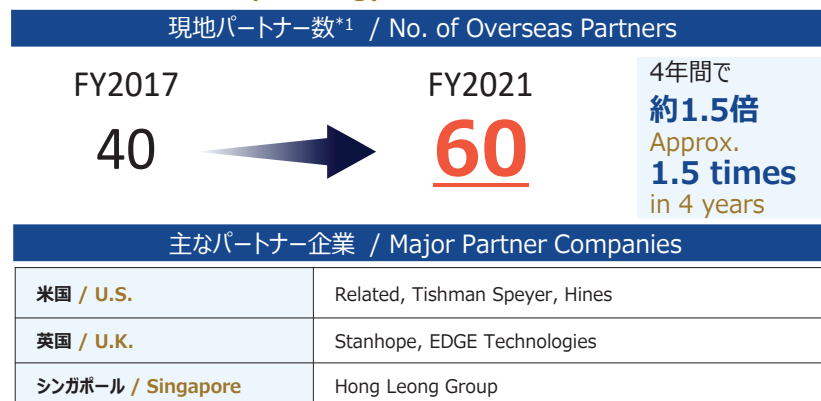 現地パートナー数*1 / No. of Overseas Partners
FY2017
40
FY2021
60
4年間で
約1.5倍
Approx.
1.5 times
in 4 years
主なパートナー企業 / Major Partner Companies
米国 / U.S. Related, Tishman Speyer, Hines
英国 / U.K. Stanhope, EDGE Technologies
シンガポール / Singapore Hong Leong Group